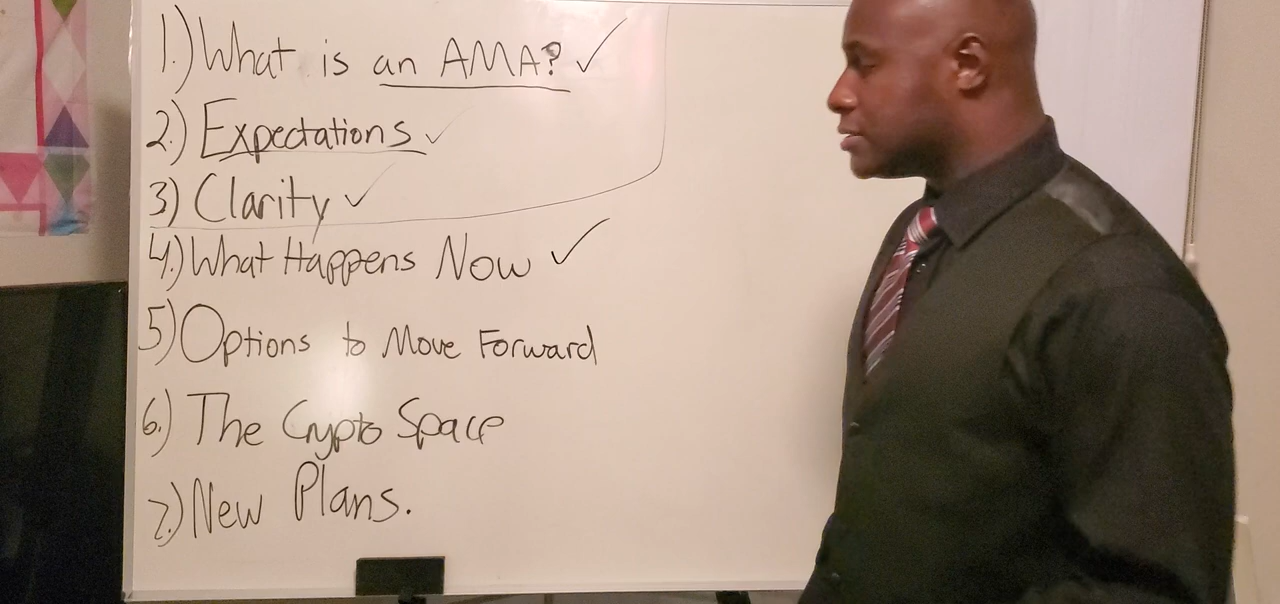 1.) What is an AMA? ✓
2.) Expectations ✓
3) Clarity ✓
4.) What Happens Now ✓
5) Options to Move Forward
6.) The Crypto Space
7.) New Plans.